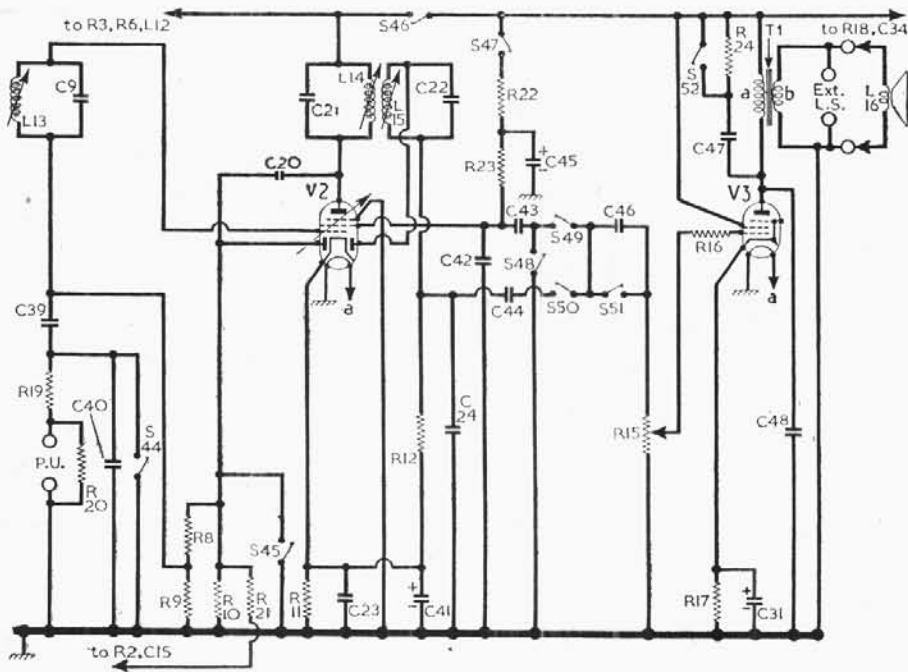 to R3, R6, L12
S46
to R18, C34
S47
R
24
T1
S
52
Ext.
L.S.
L
16
a
b
C9
L13
C21
L14
L
15
C22
R22
C47
C20
R23
C45
V2
V3
C43
S49
C46
R16
C42
S48
a
C44
S50
S51
a
C39
R19
C40
S
44
P.U.
R
20
R12
C
24
R15
C48
R8
S45
R9
R
10
R
21
R
11
C23
C41
R17
C31
to R2, C15
+
-
+
-
+
-